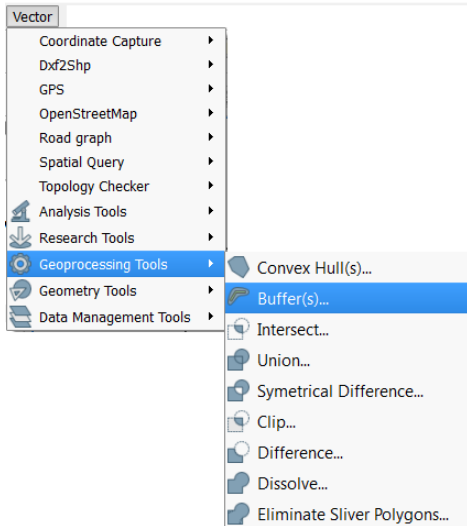 Vector
Coordinate Capture
Dxf2Shp
GPS
OpenStreetMap
Road graph
Spatial Query
Topology Checker
Analysis Tools
Research Tools
Geoprocessing Tools
Geometry Tools
Data Management Tools
Convex Hull(s)...
Buffer(s)...
Intersect...
Union...
Symetrical Difference...
Clip...
Difference...
Dissolve...
Eliminate Sliver Polygons...